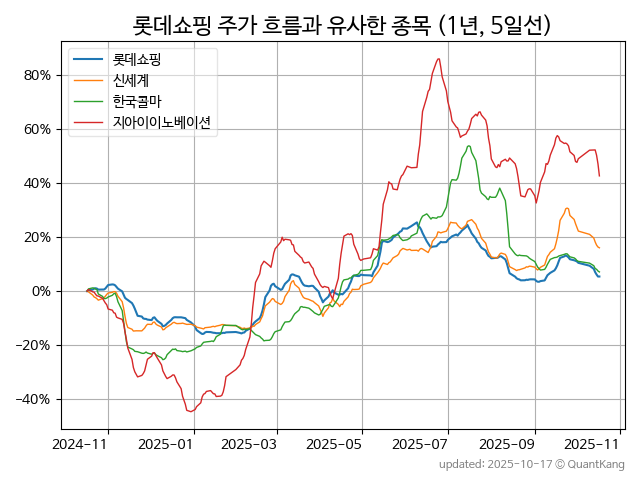 롯데쇼핑 주가 흐름과 유사한 종목 (1년, 5일선)
롯데쇼핑
신세계
한국콜마
지아이이노베이션
80%
60%
40%
20%
0%
−20%
−40%
2024-11
2025-01
2025-03
2025-05
2025-07
2025-09
2025-11
updated: 2025-10-17 © QuantKang